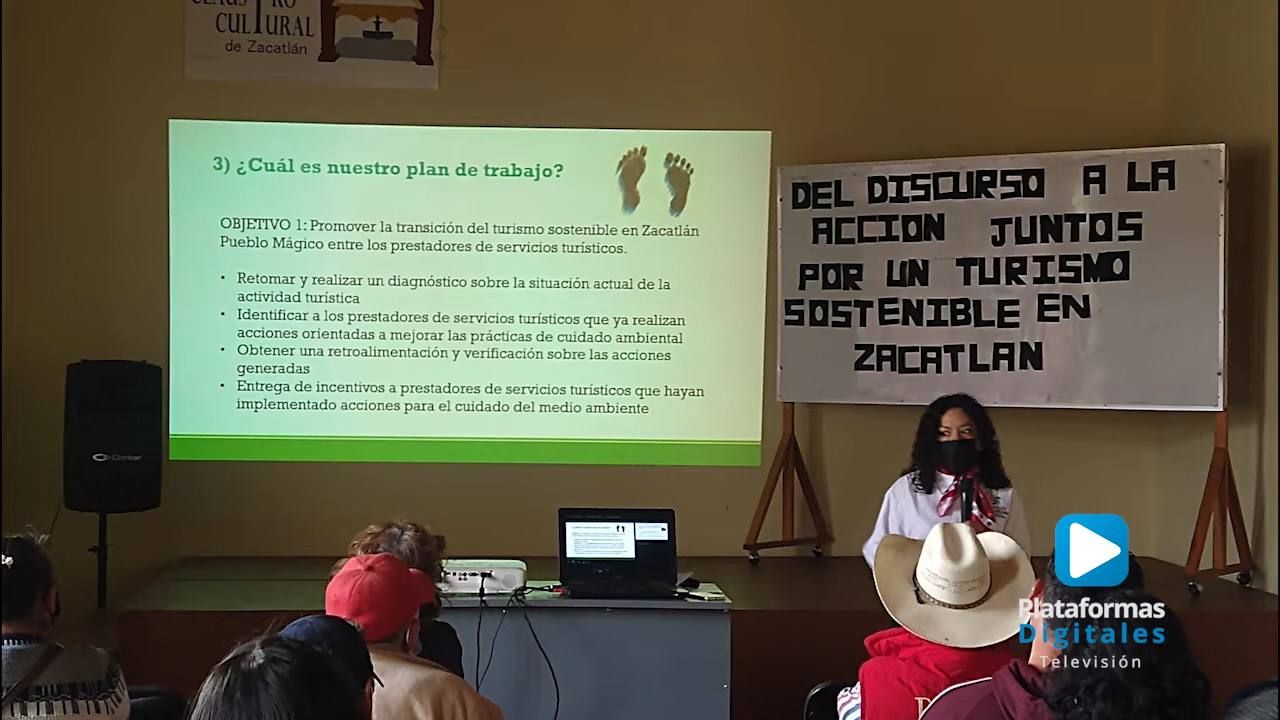 CULTURAL
de Zacatlán
3) ¿Cuál es nuestro plan de trabajo?
OBJETIVO 1: Promover la transición del turismo sostenible en Zacatlán
Pueblo Mágico entre los prestadores de servicios turísticos.
• Retomar y realizar un diagnóstico sobre la situación actual de la
actividad turística
• Identificar a los prestadores de servicios turísticos que ya realizan
acciones orientadas a mejorar las prácticas de cuidado ambiental
• Obtener una retroalimentación y verificación sobre las acciones
generadas
• Entrega de incentivos a prestadores de servicios turísticos que hayan
implementado acciones para el cuidado del medio ambiente
DEL DISCURSO A LA
ACCION JUNTOS
POR UN TURISMO
SOSTENIBLE EN
ZACATLAN
Plataformas
Digitales
Televisión